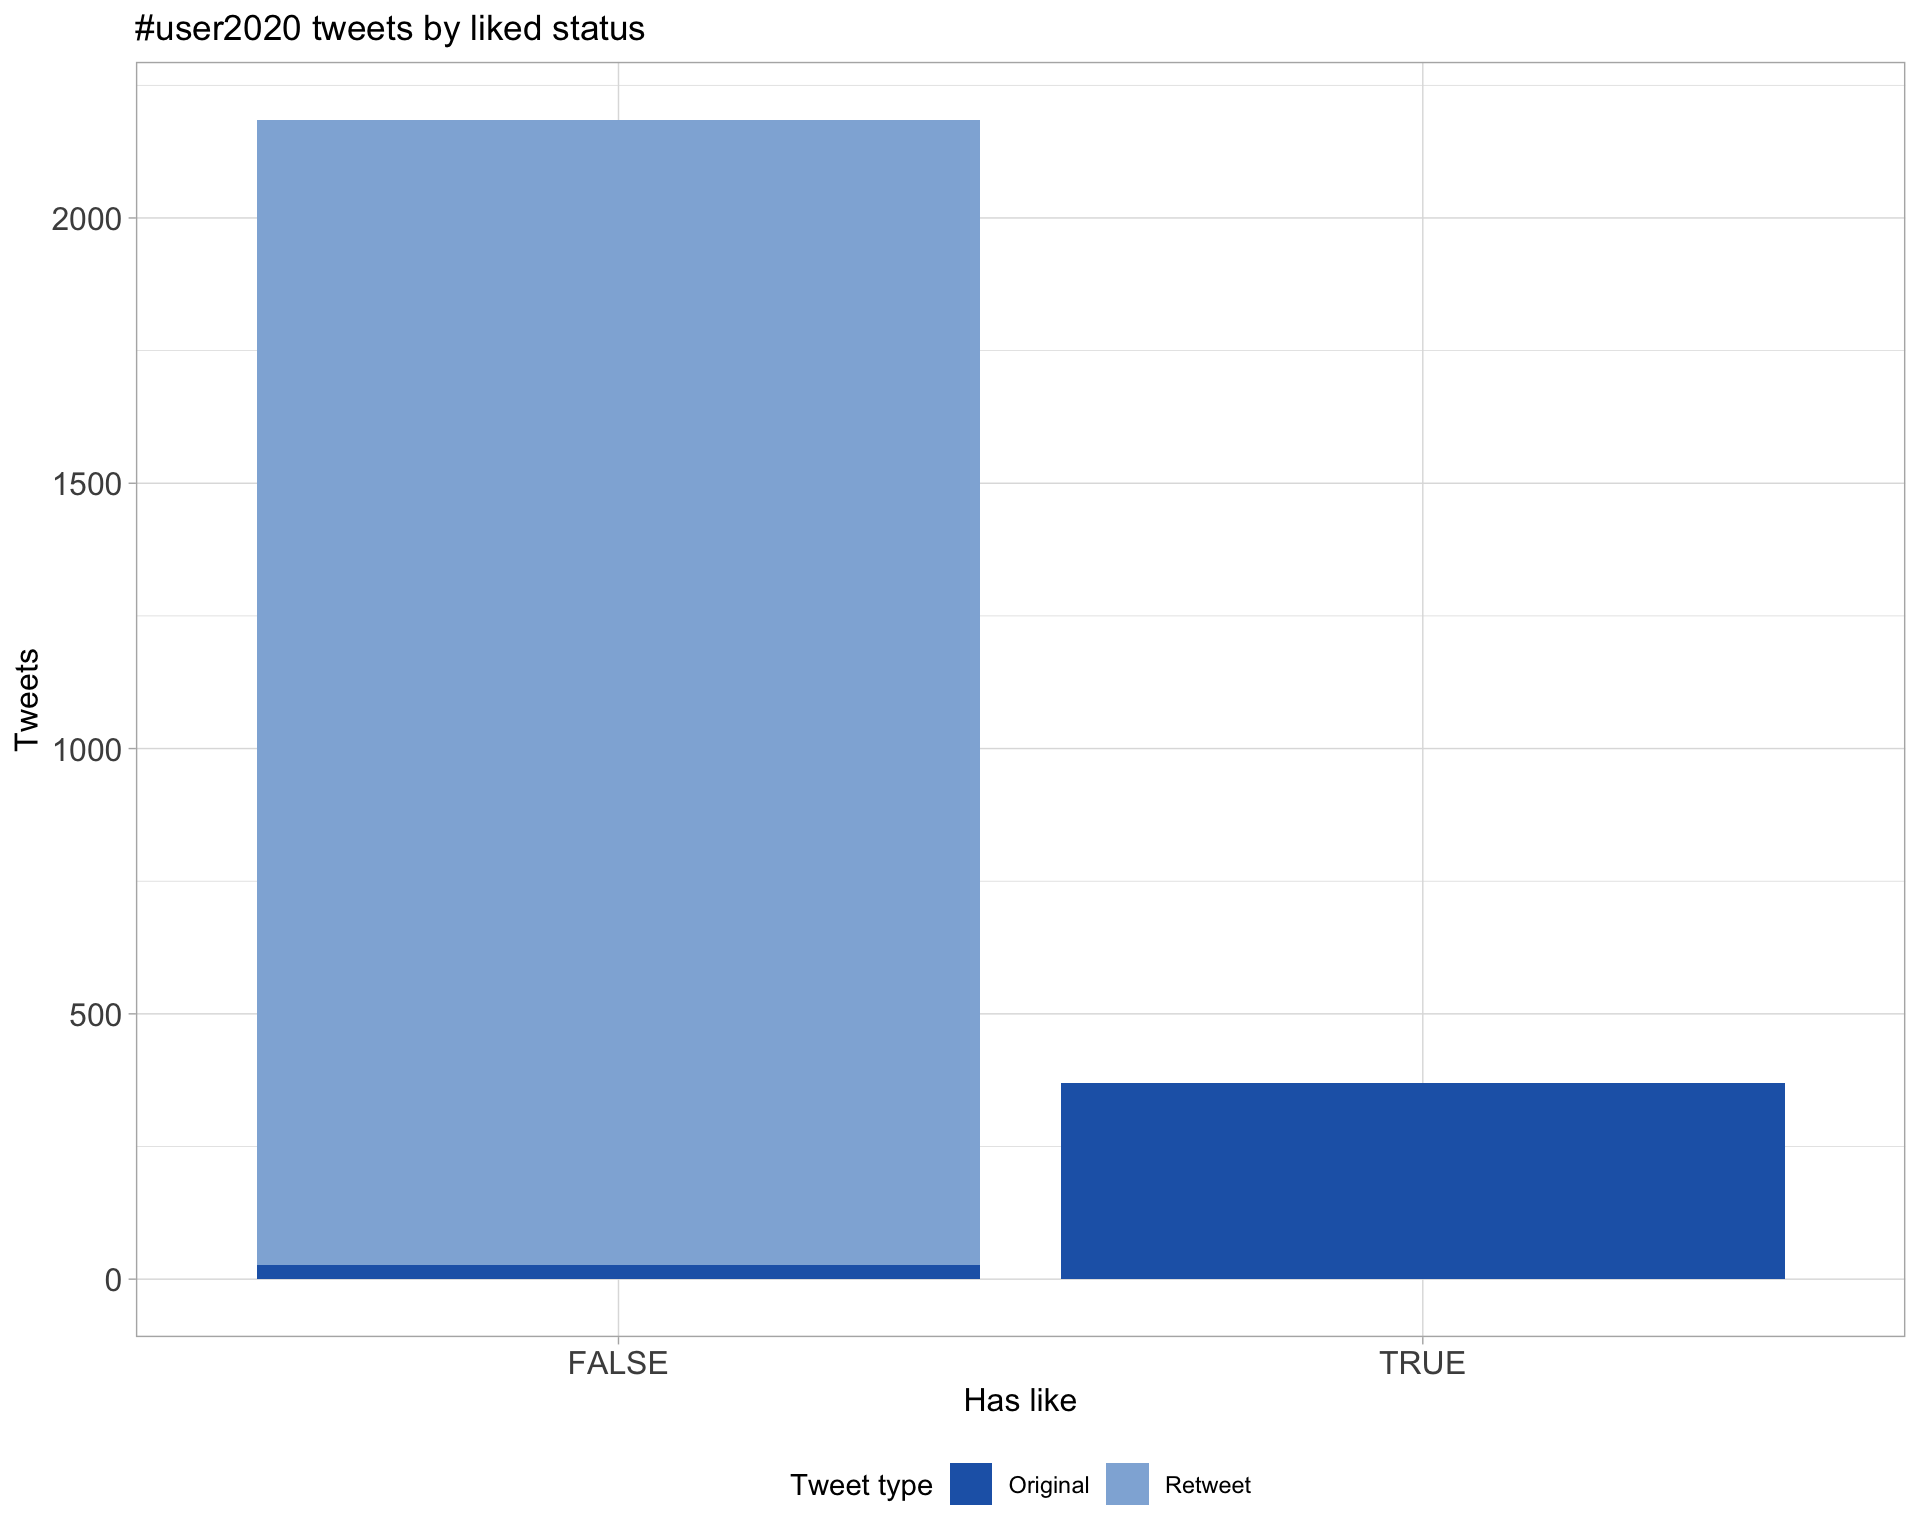 #user2020 tweets by liked status
Tweets
2000
1500
1000
500
0
FALSE TRUE
Has like
Tweet type Original Retweet